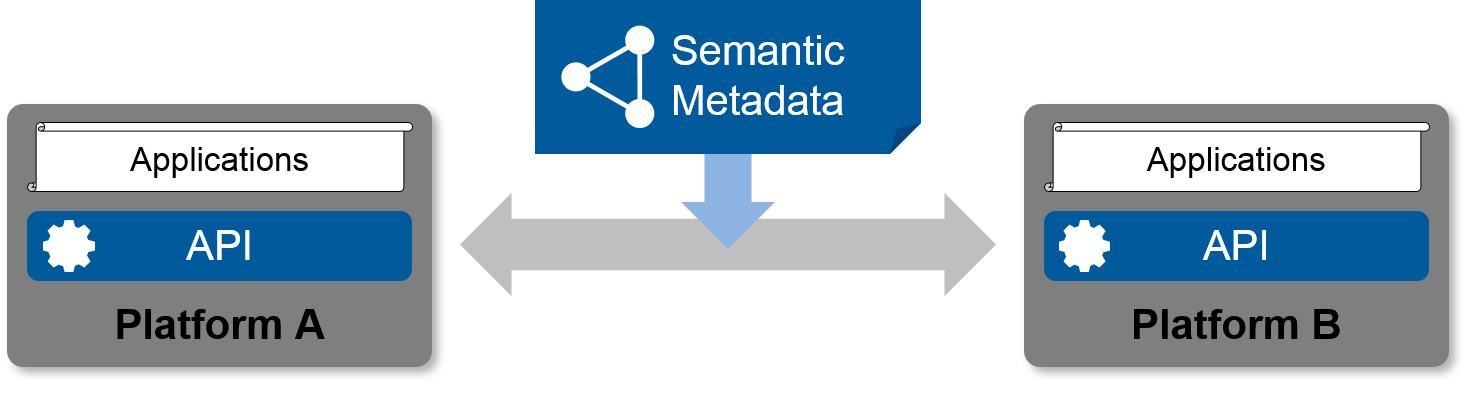 Semantic
Metadata
Applications
API
Platform A
Applications
API
Platform B